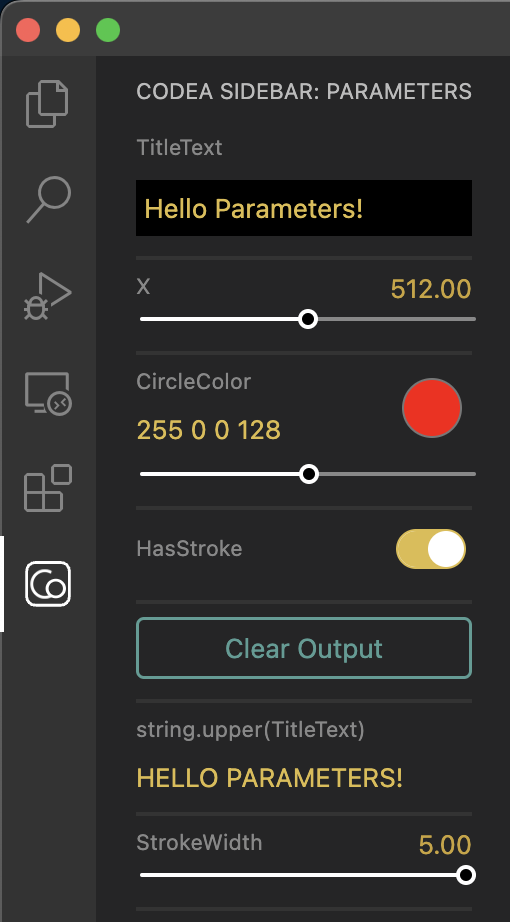 CODEA SIDEBAR: PARAMETERS
TitleText
Hello Parameters!
X 512.00
CircleColor
255 0 0 128
HasStroke
Clear Output
string.upper(TitleText)
HELLO PARAMETERS!
StrokeWidth 5.00